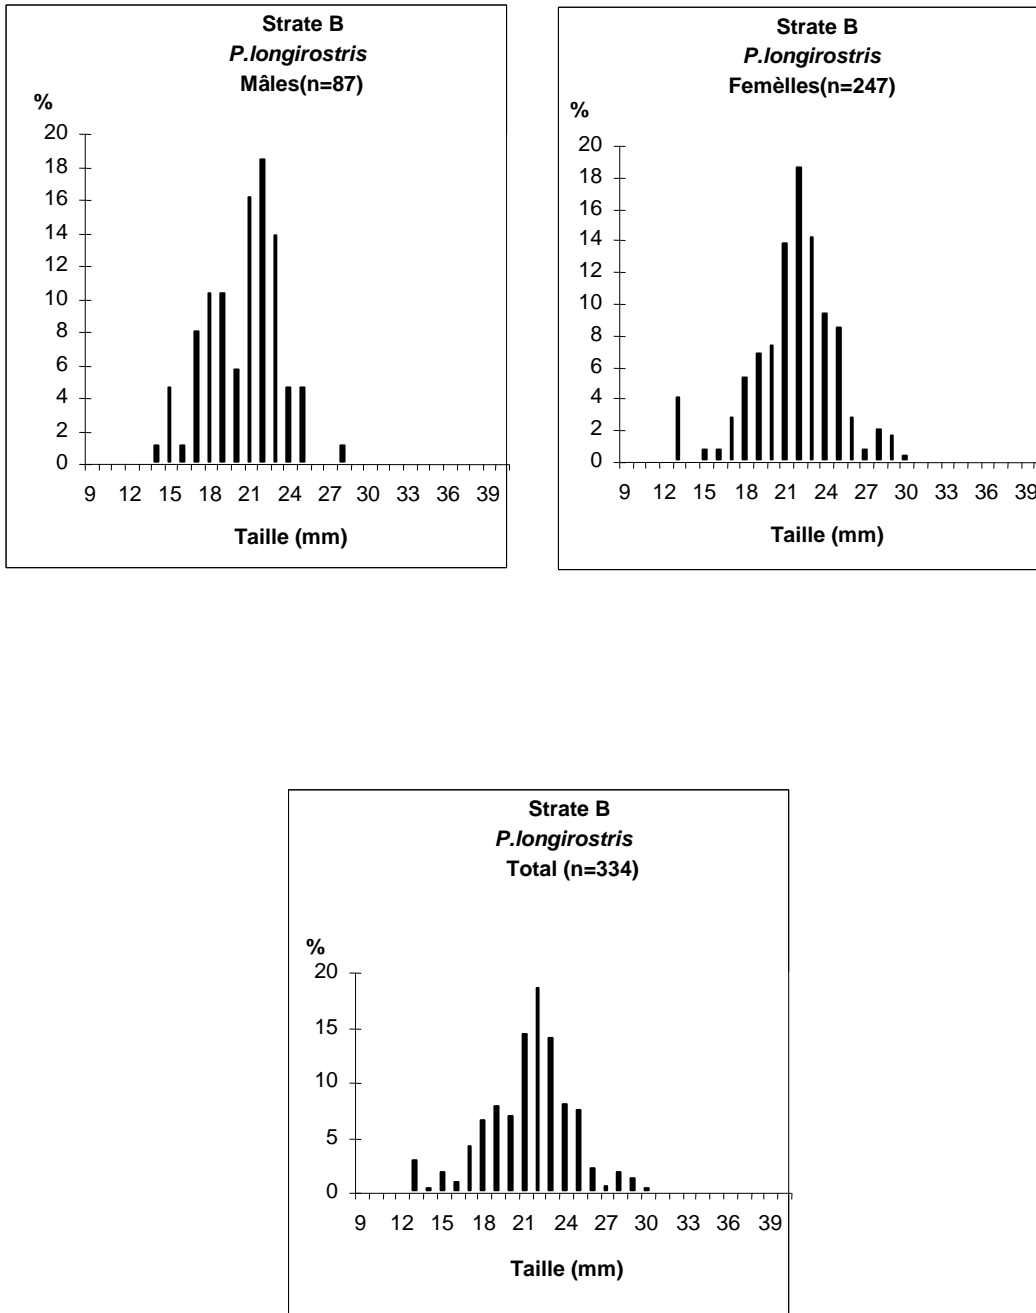 Strate B
P.longirostris
Mâles(n=87)
%
20
18
16
14
12
10
8
6
4
2
0
9 12 15 18 21 24 27 30 33 36 39
Taille (mm)
Strate B
P.longirostris
Femèlles(n=247)
%
20
18
16
14
12
10
8
6
4
2
0
9 12 15 18 21 24 27 30 33 36 39
Taille (mm)
Strate B
P.longirostris
Total (n=334)
%
20
15
10
5
0
9 12 15 18 21 24 27 30 33 36 39
Taille (mm)